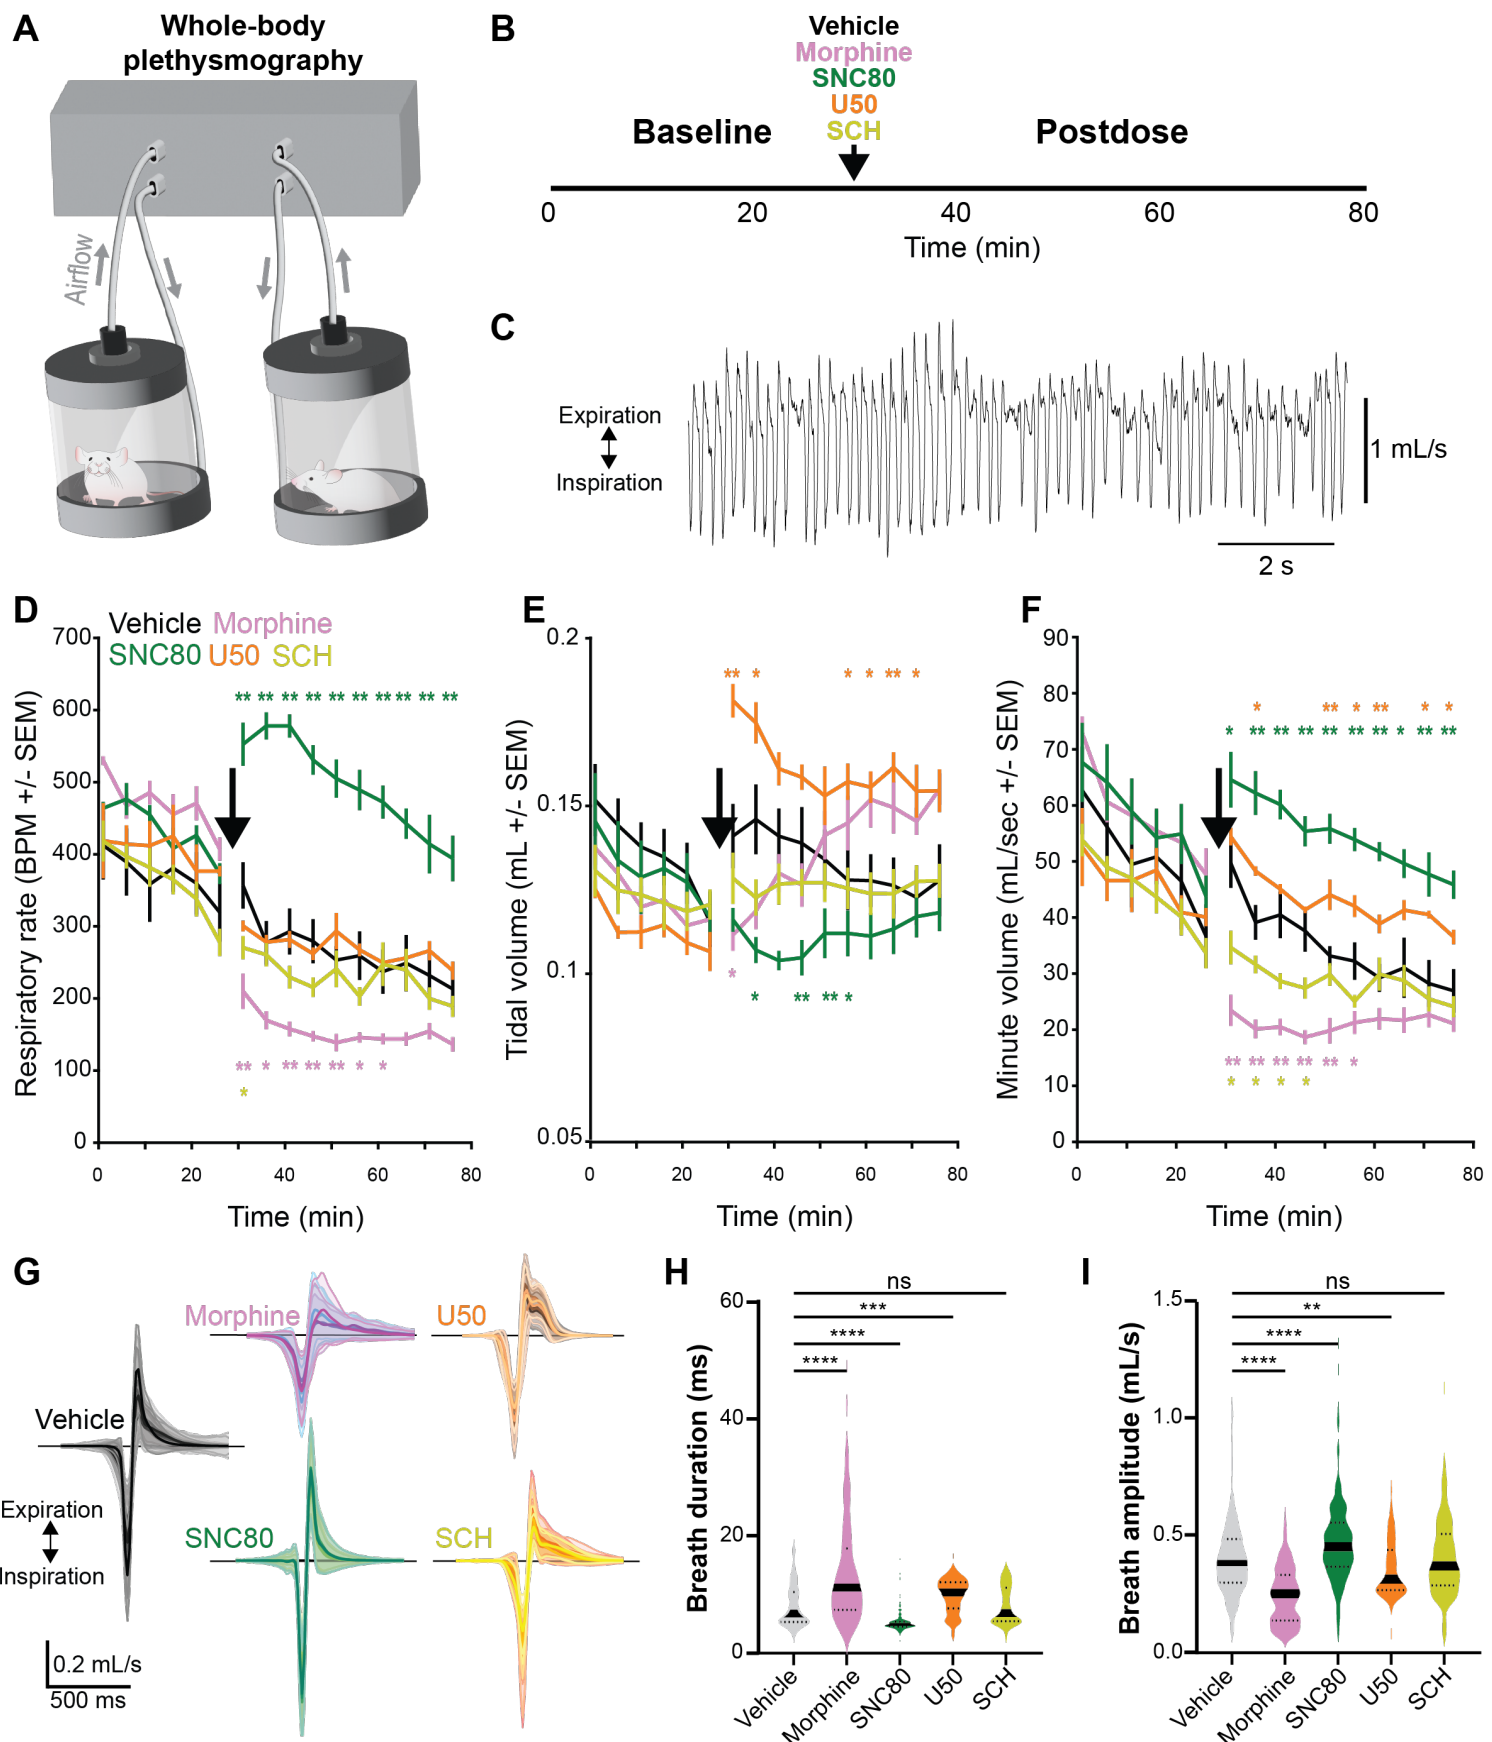 A
Whole-body
plethysmography
Airflow
B
Vehicle
Morphine
SNC80
U50
SCH
Baseline
Postdose
0 20 40 60 80
Time (min)
C
Expiration
Inspiration
1 mL/s
2 s
D
Vehicle Morphine
SNC80 U50 SCH
Respiratory rate (BPM +/- SEM)
700
600
500
400
300
200
100
0
** ** ** ** ** ** ** ** ** **
** * ** ** ** * *
*
0 20 40 60 80
Time (min)
E
Tidal volume (mL +/- SEM)
0.2
0.15
0.1
0.05
** * * * ** *
*
* ** ** *
0 20 40 60 80
Time (min)
F
Minute volume (mL/sec +/- SEM)
90
80
70
60
50
40
30
20
10
0
* ** * ** * *
* ** ** ** ** ** ** * ** **
** ** ** ** ** *
* * * *
0 20 40 60 80
Time (min)
G
Vehicle
Morphine
U50
SNC80
SCH
Expiration
Inspiration
0.2 mL/s
500 ms
H
Breath duration (ms)
60
40
20
0
ns
***
****
****
Vehicle
Morphine
SNC80
U50
SCH
I
Breath amplitude (mL/s)
1.5
1.0
0.5
0.0
ns
**
****
****
Vehicle
Morphine
SNC80
U50
SCH